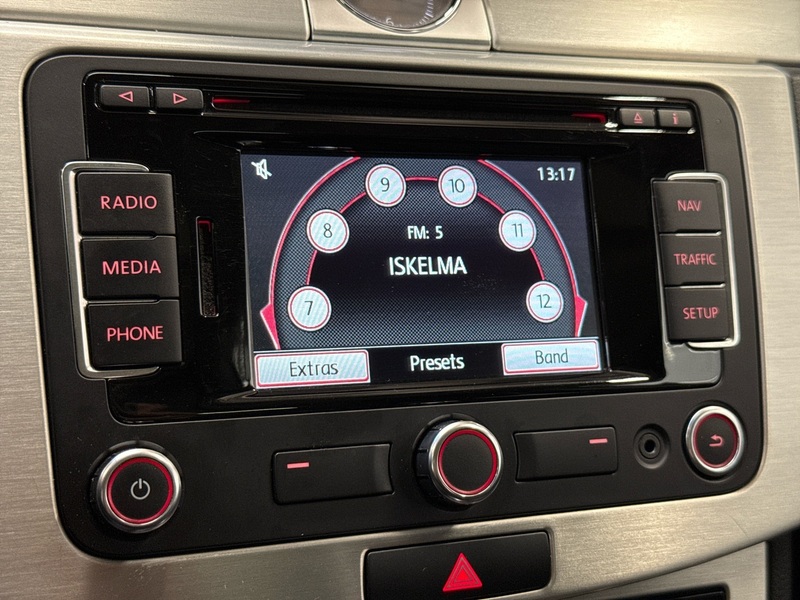 13:17
9 10
8 11
FM: 5
ISKELMA
7 12
Extras Presets Band
RADIO
MEDIA
PHONE
NAV
TRAFFIC
SETUP
i